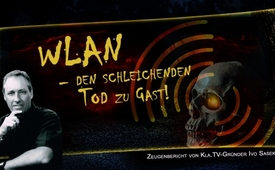 WLAN
– den schleichenden
Tod zu Gast!
Zeugenbericht von Kla.TV-Gründer Ivo Sasek